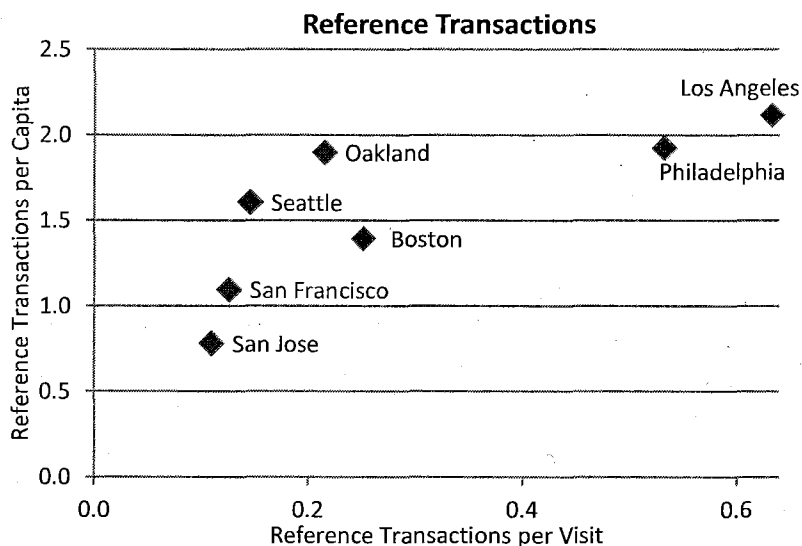 Reference Transactions
Reference Transactions per Capita
2.5
2.0
1.5
1.0
0.5
0.0
Los Angeles
Philadelphia
Oakland
Seattle
Boston
San Francisco
San Jose
0.0 0.2 0.4 0.6
Reference Transactions per Visit